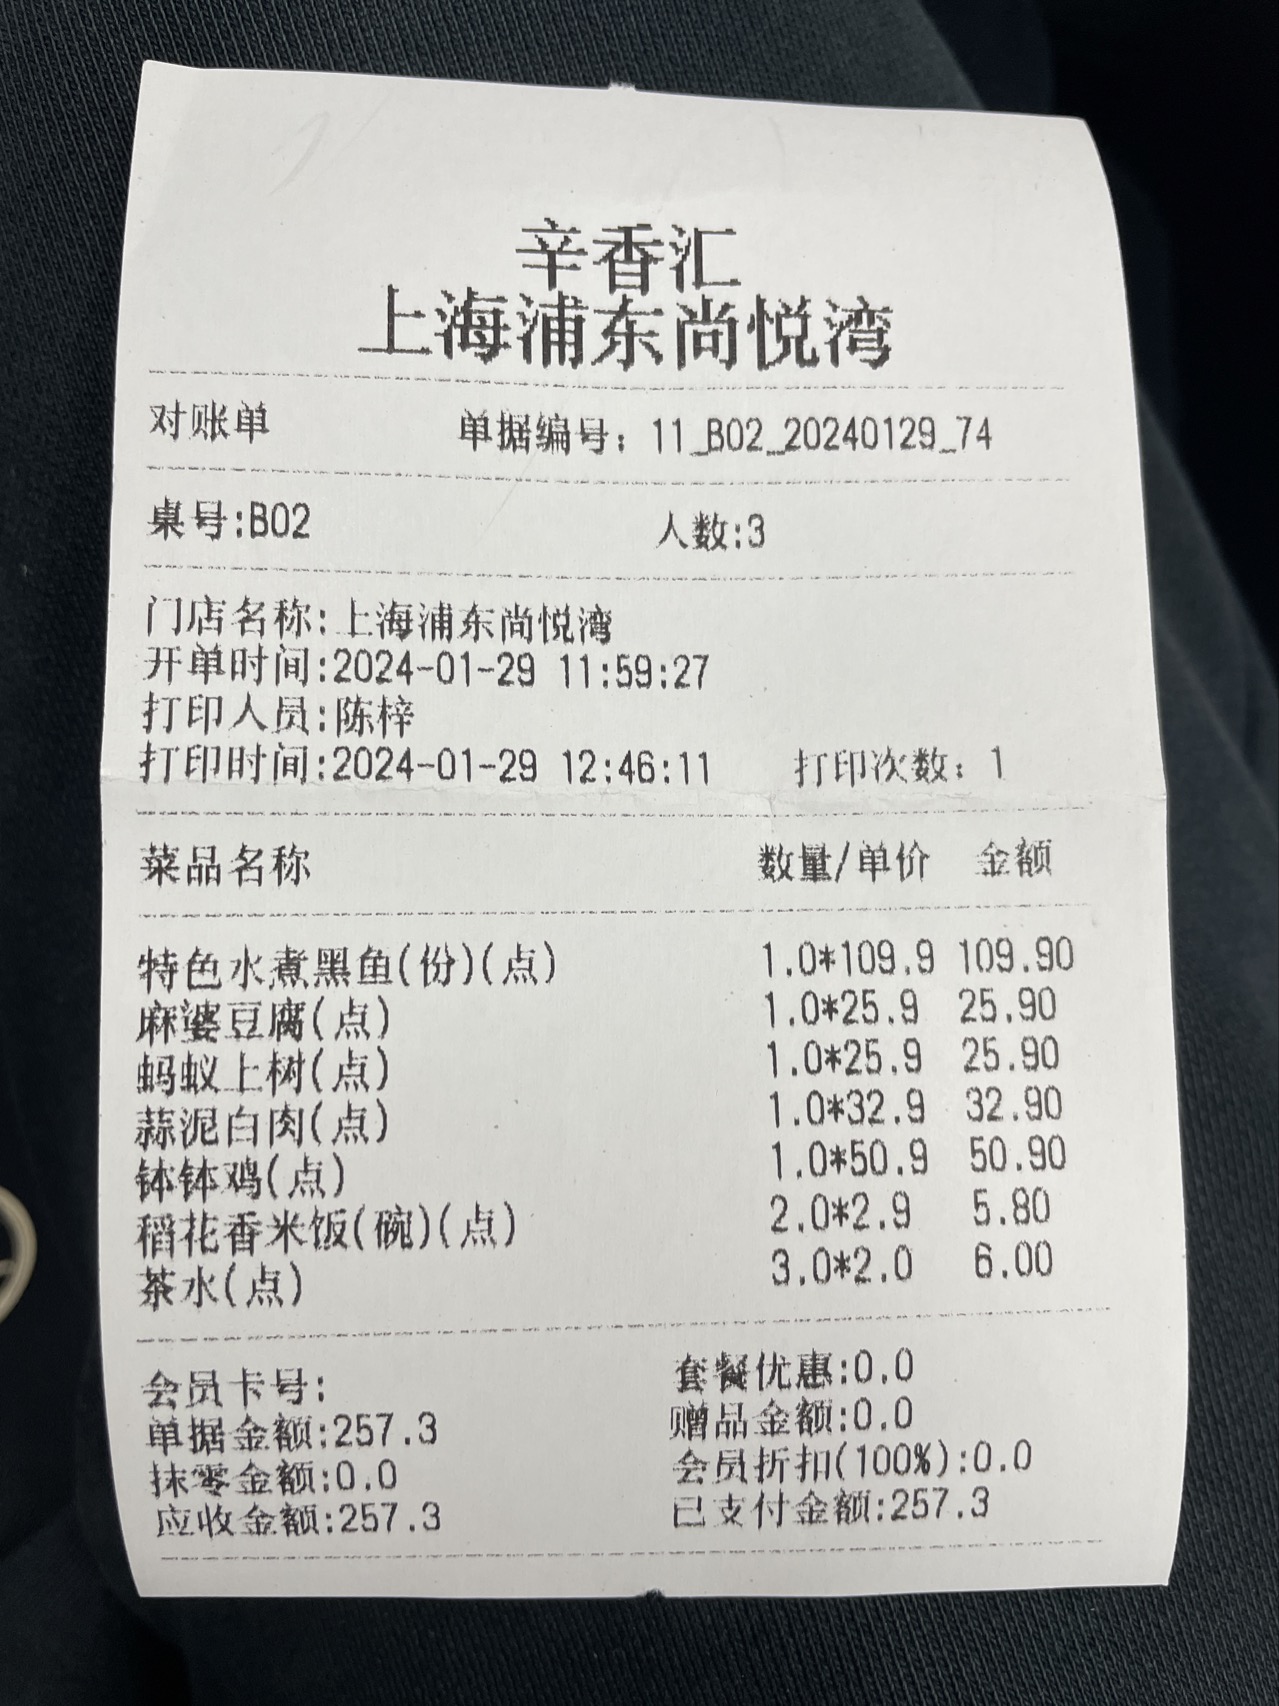 辛香汇
上海浦东尚悦湾
对账单 单据编号：11_B02_20240129_74
桌号:B02 人数:3
门店名称:上海浦东尚悦湾
开单时间:2024-01-29 11:59:27
打印人员:陈梓
打印时间:2024-01-29 12:46:11 打印次数：1
菜品名称 数量/单价 金额
特色水煮黑鱼(份)(点) 1.0*109.9 109.90
麻婆豆腐(点) 1.0*25.9 25.90
蚂蚁上树(点) 1.0*25.9 25.90
蒜泥白肉(点) 1.0*32.9 32.90
钵钵鸡(点) 1.0*50.9 50.90
稻花香米饭(碗)(点) 2.0*2.9 5.80
茶水(点) 3.0*2.0 6.00
会员卡号: 套餐优惠:0.0
单据金额:257.3 赠品金额:0.0
抹零金额:0.0 会员折扣(100%):0.0
应收金额:257.3 已支付金额:257.3